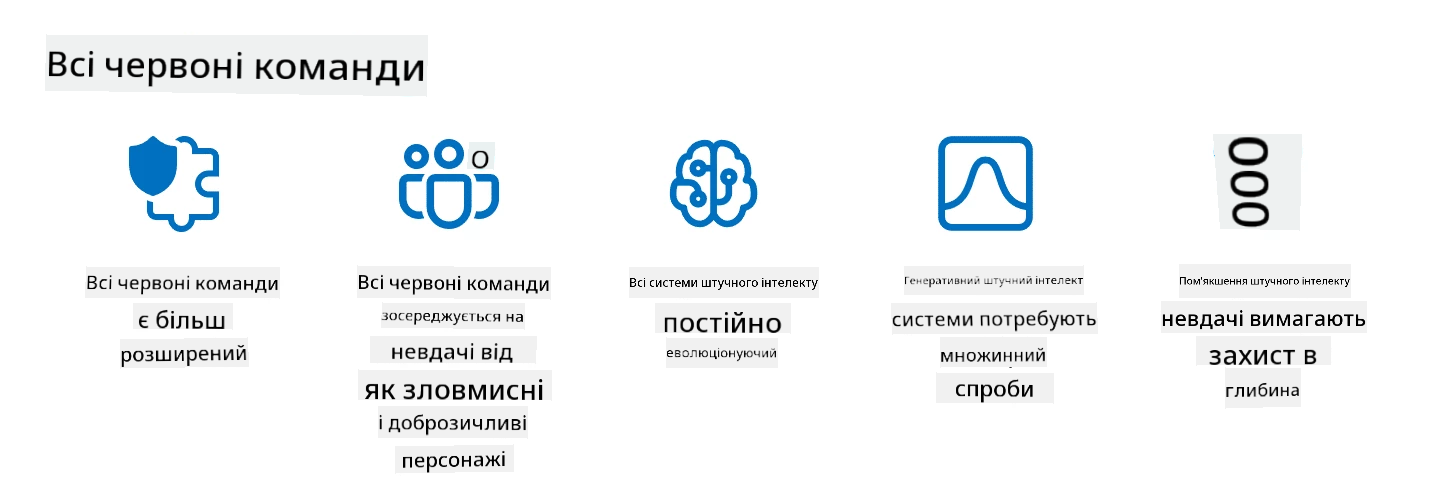 Всі червоні команди
о
000
Всі червоні команди
є більш
розширений
Всі червоні команди
зосереджується на
невдачі від
як зловмисні
і доброзичливі
персонажі
Всі системи штучного інтелекту
постійно
еволюціонуючий
Генеративний штучний інтелект
системи потребують
множинний
спроби
Пом'якшення штучного інтелекту
невдачі вимагають
захист в
глибина